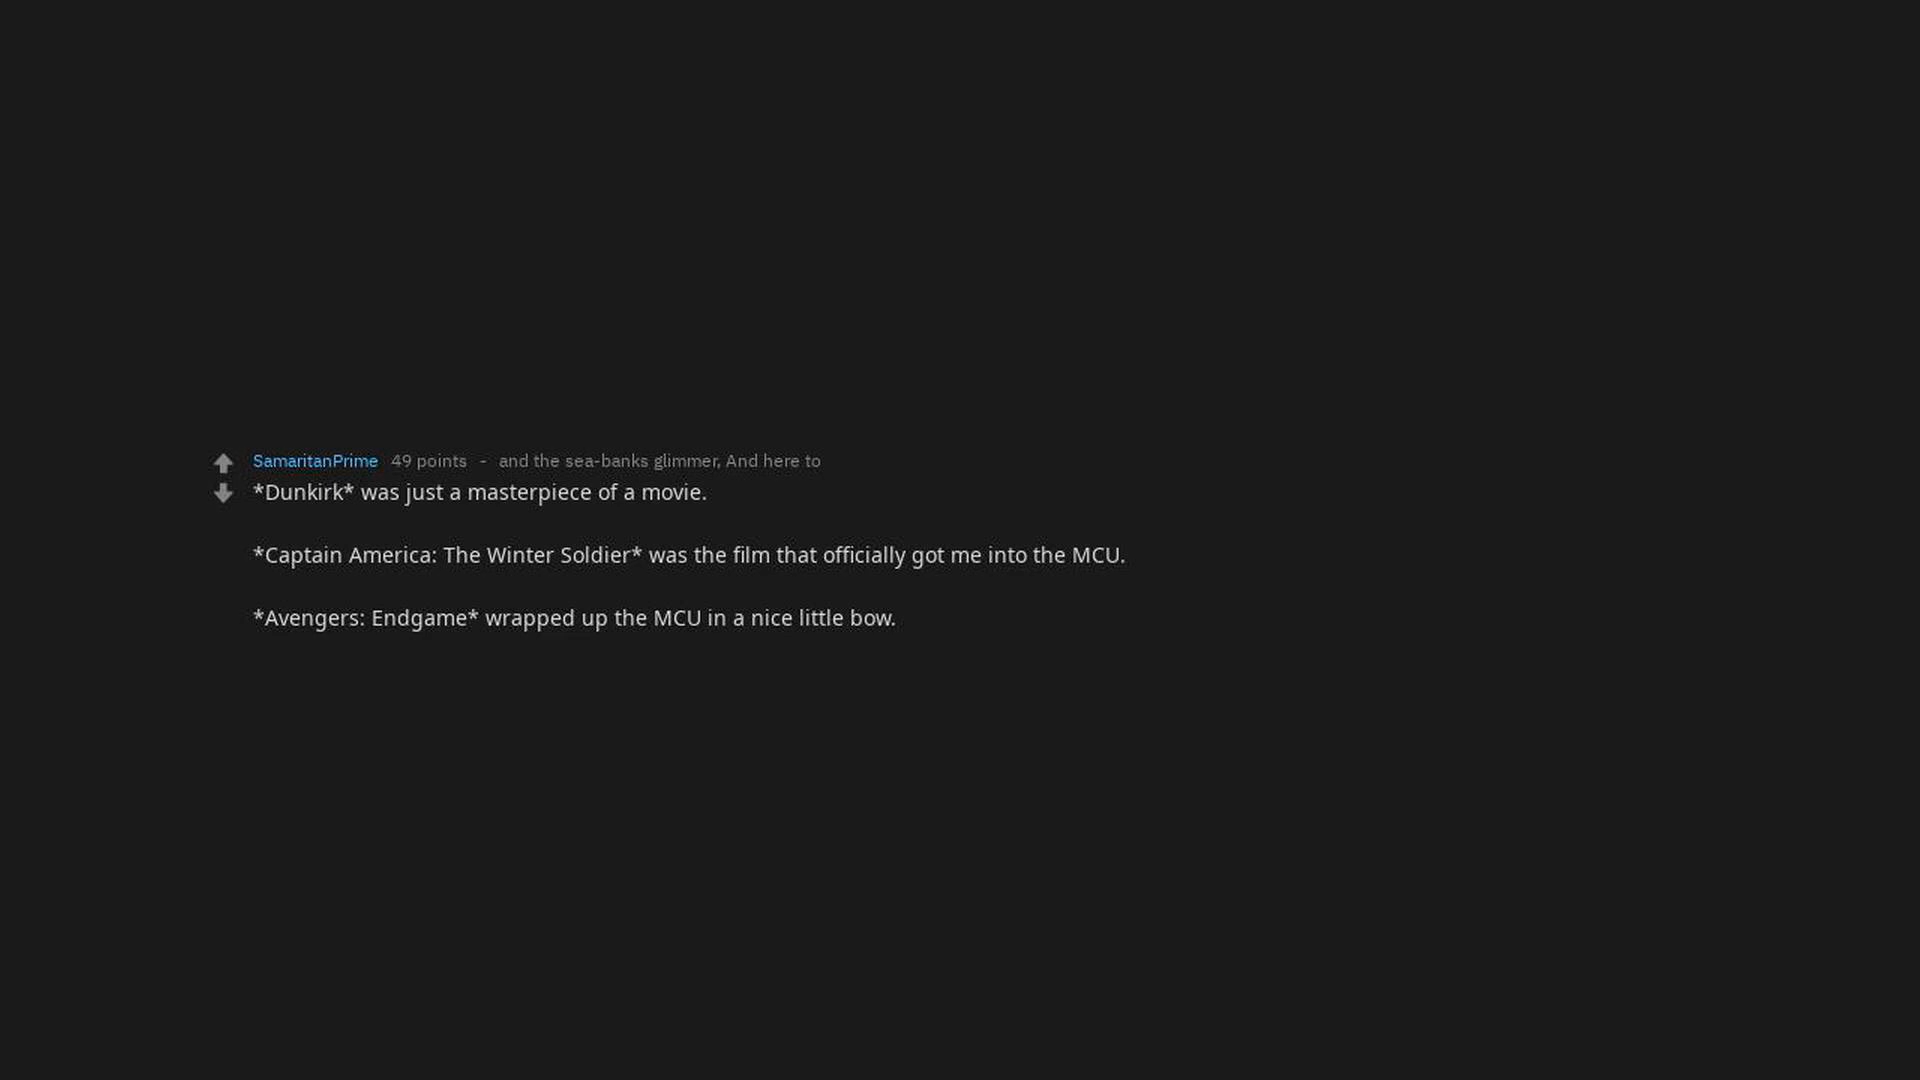 SamaritanPrime 49 points - and the sea-banks glimmer, And here to
*Dunkirk* was just a masterpiece of a movie.
*Captain America: The Winter Soldier* was the film that officially got me into the MCU.
*Avengers: Endgame* wrapped up the MCU in a nice little bow.